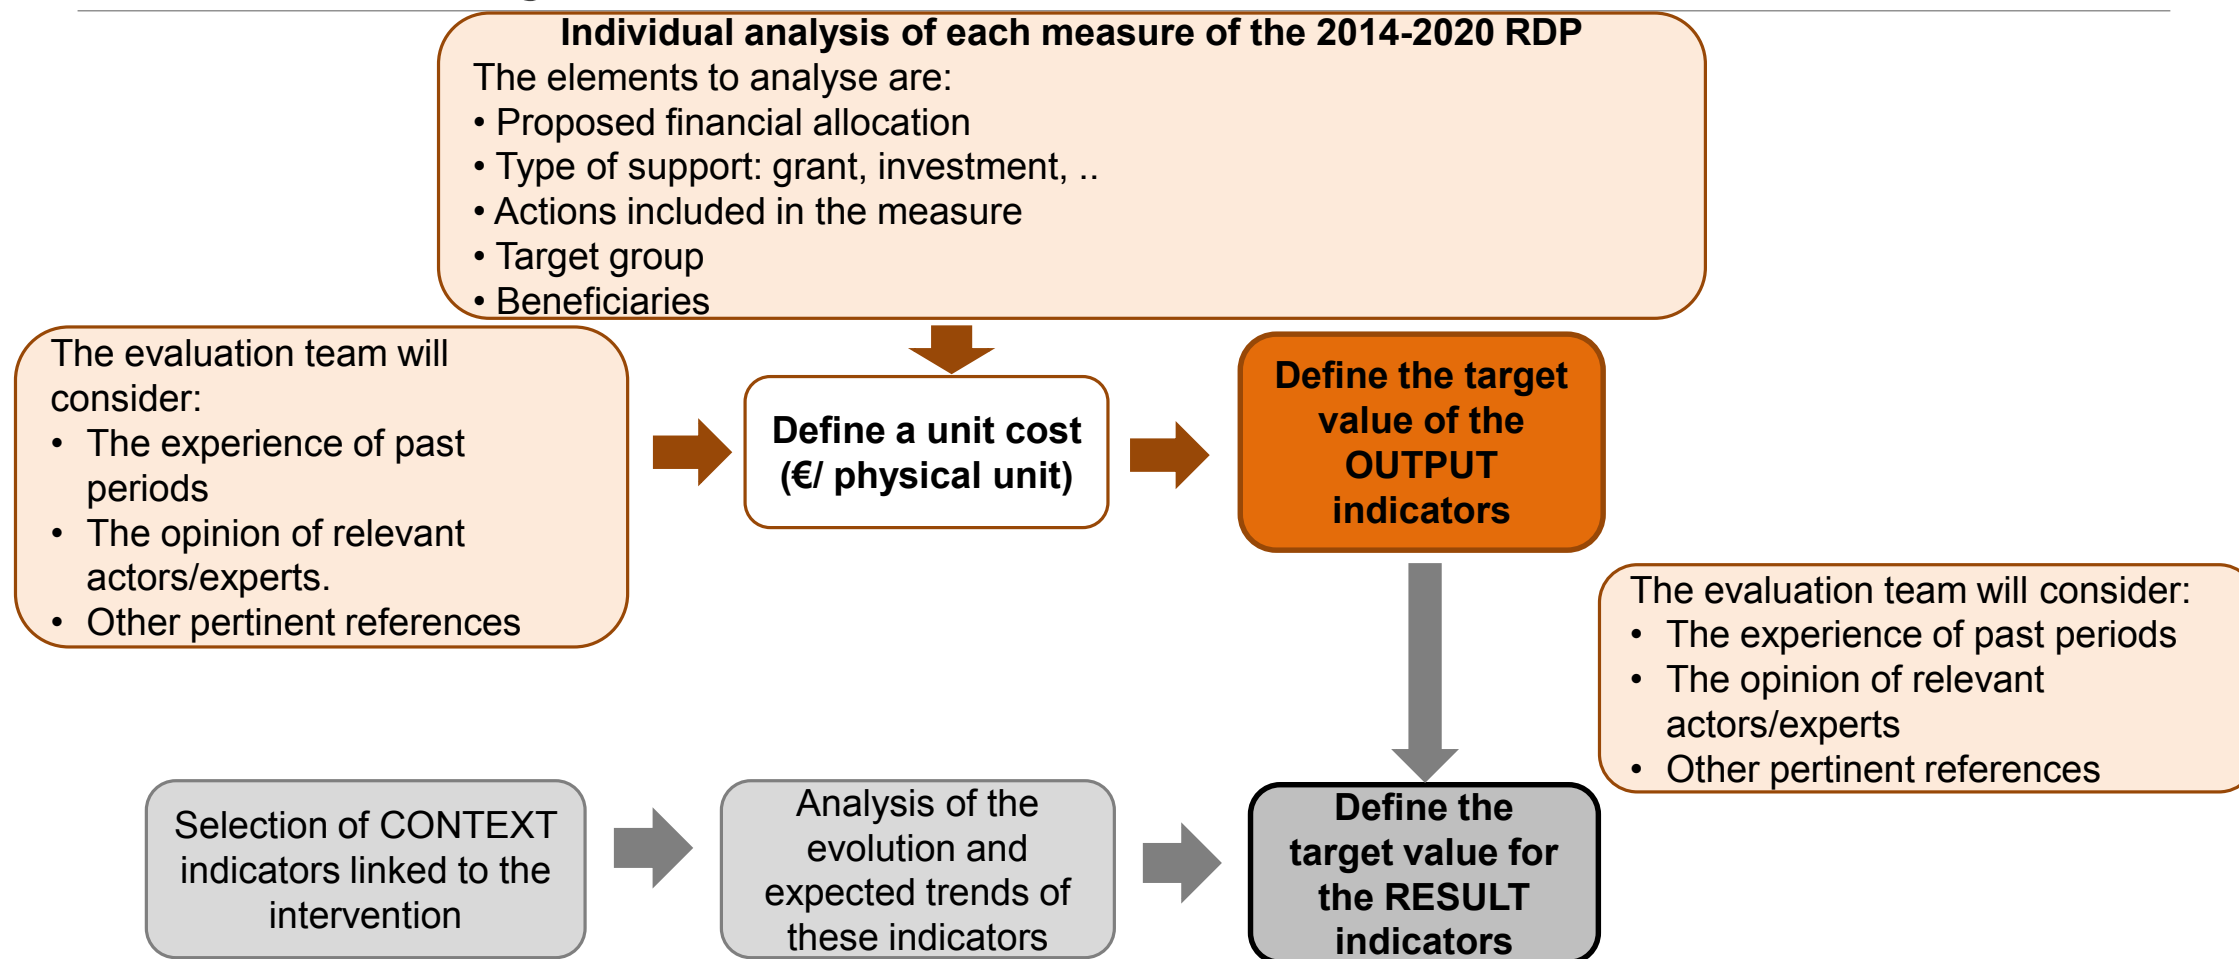 Individual analysis of each measure of the 2014-2020 RDP
The elements to analyse are:
• Proposed financial allocation
• Type of support: grant, investment, ..
• Actions included in the measure
• Target group
• Beneficiaries
The evaluation team will
consider:
• The experience of past
periods
• The opinion of relevant
actors/experts.
• Other pertinent references
Define a unit cost
(€/ physical unit)
Define the target
value of the
OUTPUT
indicators
The evaluation team will consider:
• The experience of past periods
• The opinion of relevant
actors/experts
• Other pertinent references
Selection of CONTEXT
indicators linked to the
intervention
Analysis of the
evolution and
expected trends of
these indicators
Define the
target value for
the RESULT
indicators